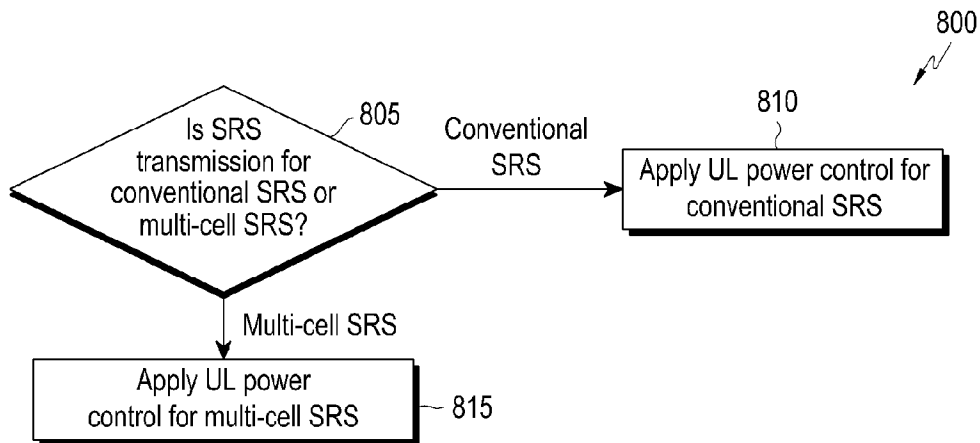 800
805
810
Is SRS
transmission for
conventional SRS or
multi-cell SRS?
Conventional
SRS
Apply UL power control for
conventional SRS
Multi-cell SRS
Apply UL power
control for multi-cell SRS
815